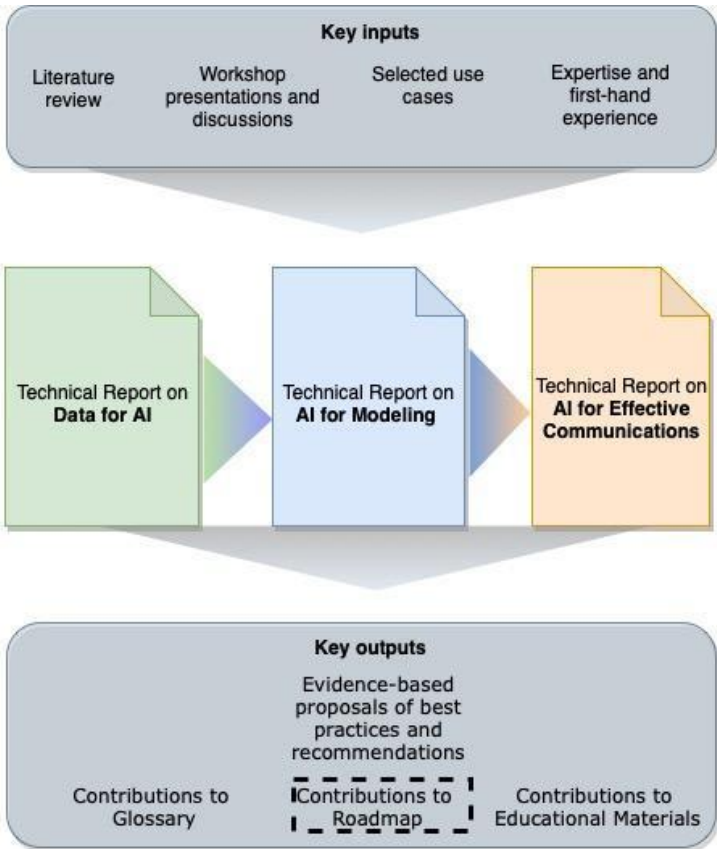 Key inputs
Literature
review
Workshop
presentations and
discussions
Selected use
cases
Expertise and
first-hand
experience
Technical Report on
Data for AI
Technical Report on
AI for Modeling
Technical Report on
AI for Effective
Communications
Key outputs
Evidence-based
proposals of best
practices and
recommendations
Contributions to
Glossary
Contributions to
Roadmap
Contributions to
Educational Materials